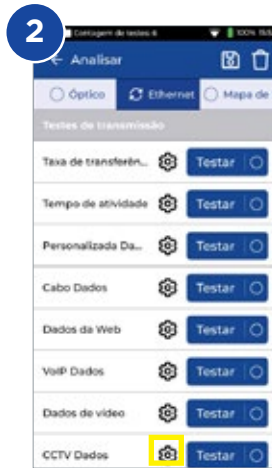 2
Contagem de testes 6
100%
Analisar
Óptico
Ethernet
Mapa de
Testes de transmissão
Taxa de transferên...
Testar
Tempo de atividade
Testar
Personalizada Da...
Testar
Cabo Dados
Testar
Dados da Web
Testar
VoIP Dados
Testar
Dados de vídeo
Testar
CCTV Dados
Testar